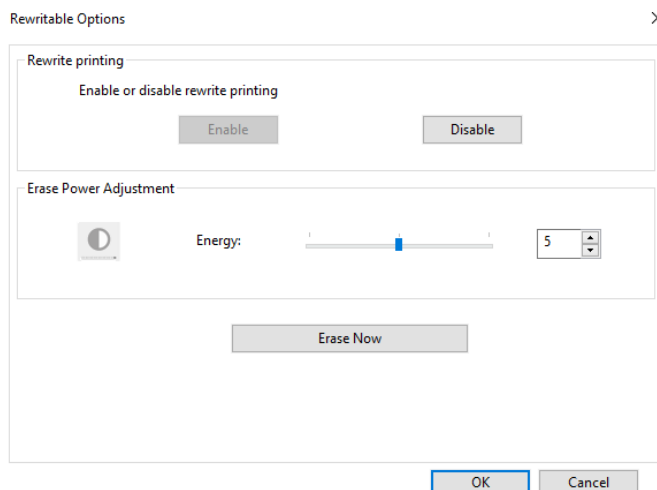 Rewritable Options
Rewrite printing
Enable or disable rewrite printing
Enable Disable
Erase Power Adjustment
Energy: 5
Erase Now
OK Cancel